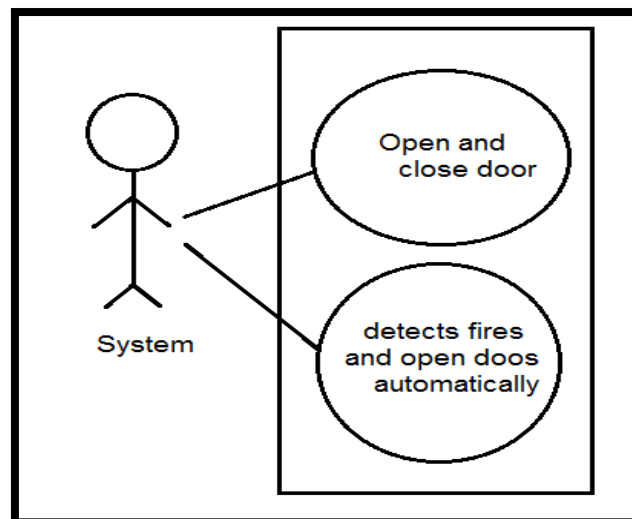 Open and
close door
System
detects fires
and open doos
automatically